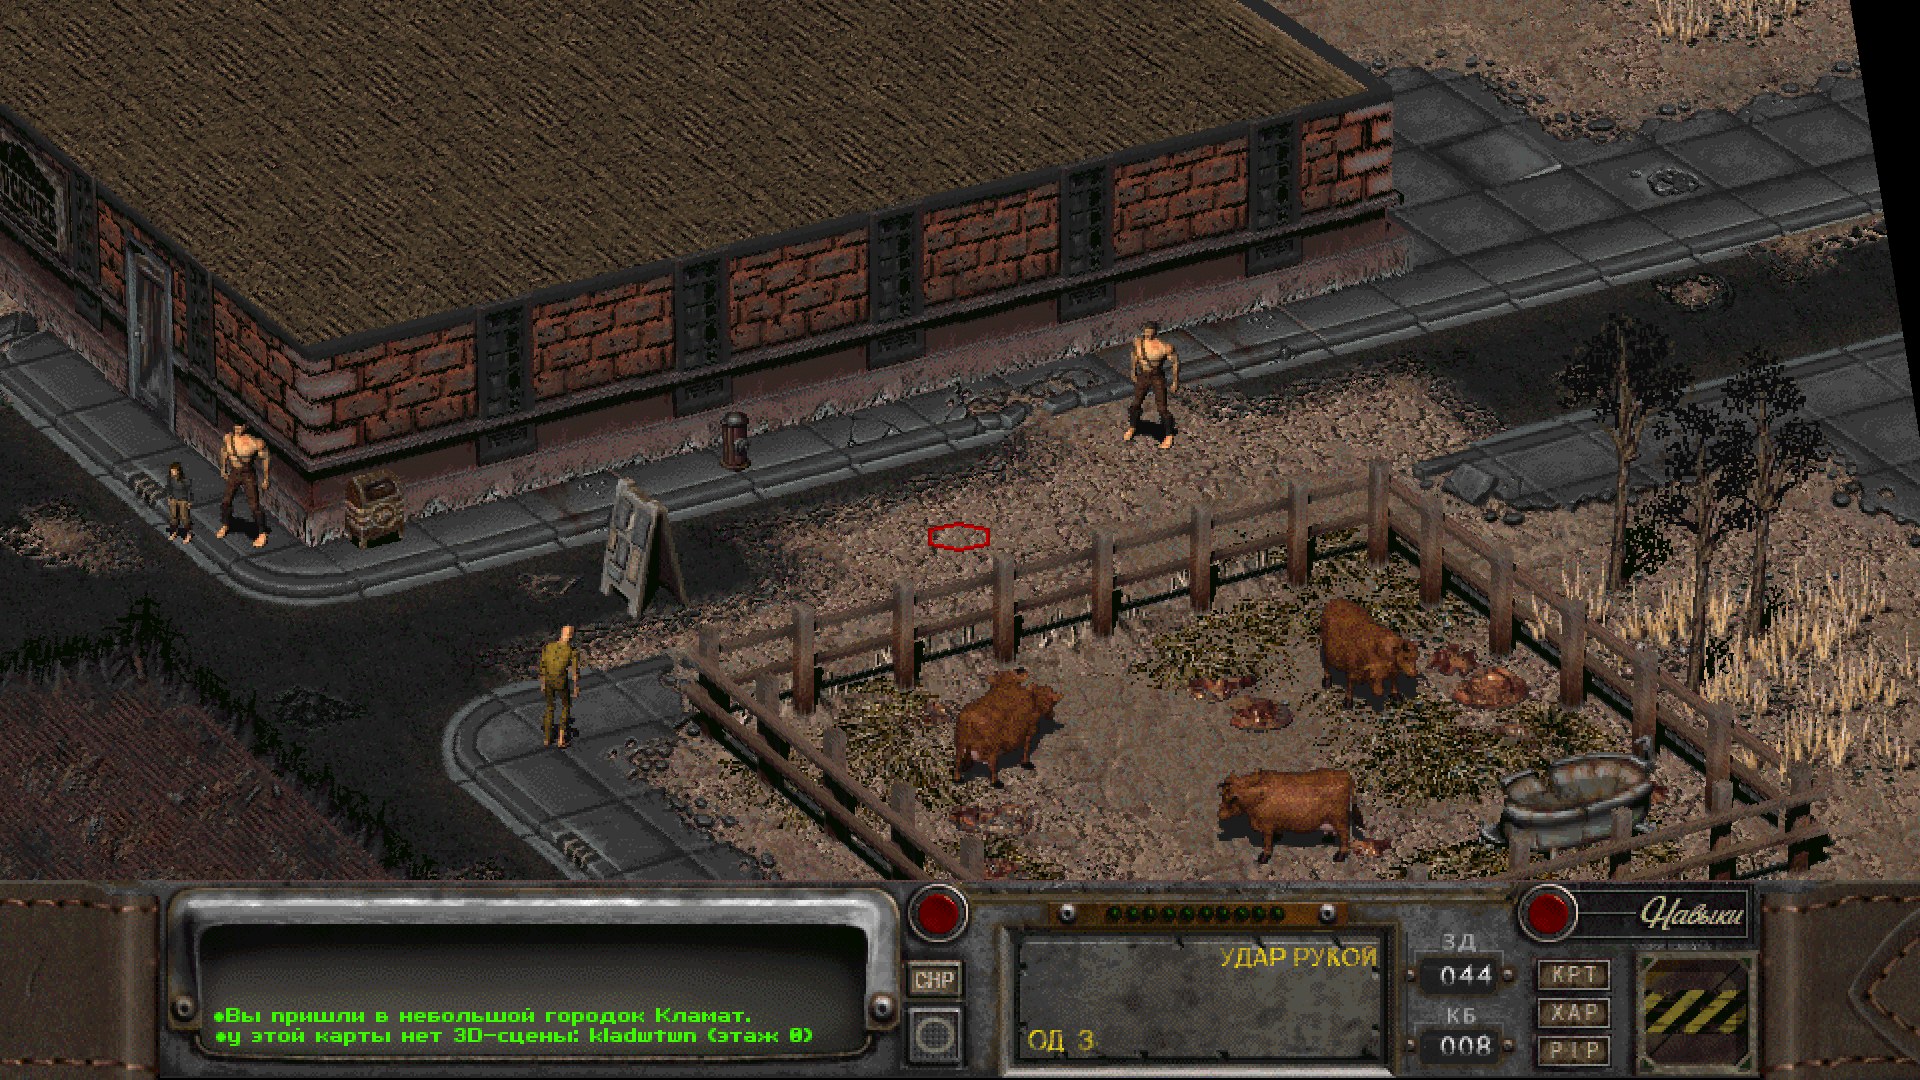 Навыки
УДАР РУКОЙ
ЗД
СНР
044
КРТ
•Вы пришли в небольшой городок Кламат.
КБ
ХАР
•у этой карты нет 3D-сцены: kladwtwn (этаж 0)
ОД 3
008
PIP